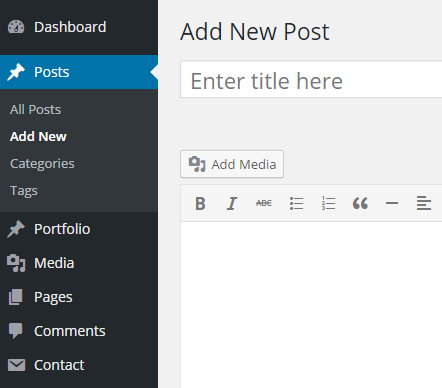 Dashboard
Posts
All Posts
Add New
Categories
Tags
Portfolio
Media
Pages
Comments
Contact
Add New Post
Enter title here
Add Media
B I ABC